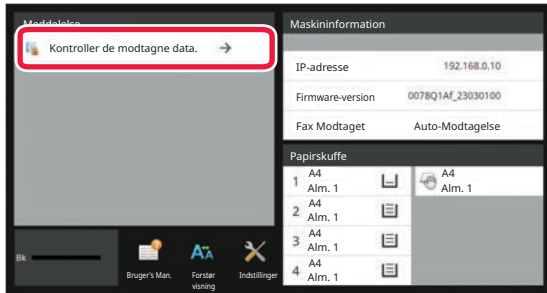 Meddelelse
Kontroller de modtagne data.
Maskininformation
IP-adresse 192.168.0.10
Firmware-version 0078Q1Af_23030100
Fax Modtaget Auto-Modtagelse
Papirskuffe
1 A4
Alm. 1
A4
Alm. 1
2 A4
Alm. 1
3 A4
Alm. 1
4 A4
Alm. 1
Bk
Bruger's Man.
Forstør
visning
Indstillinger